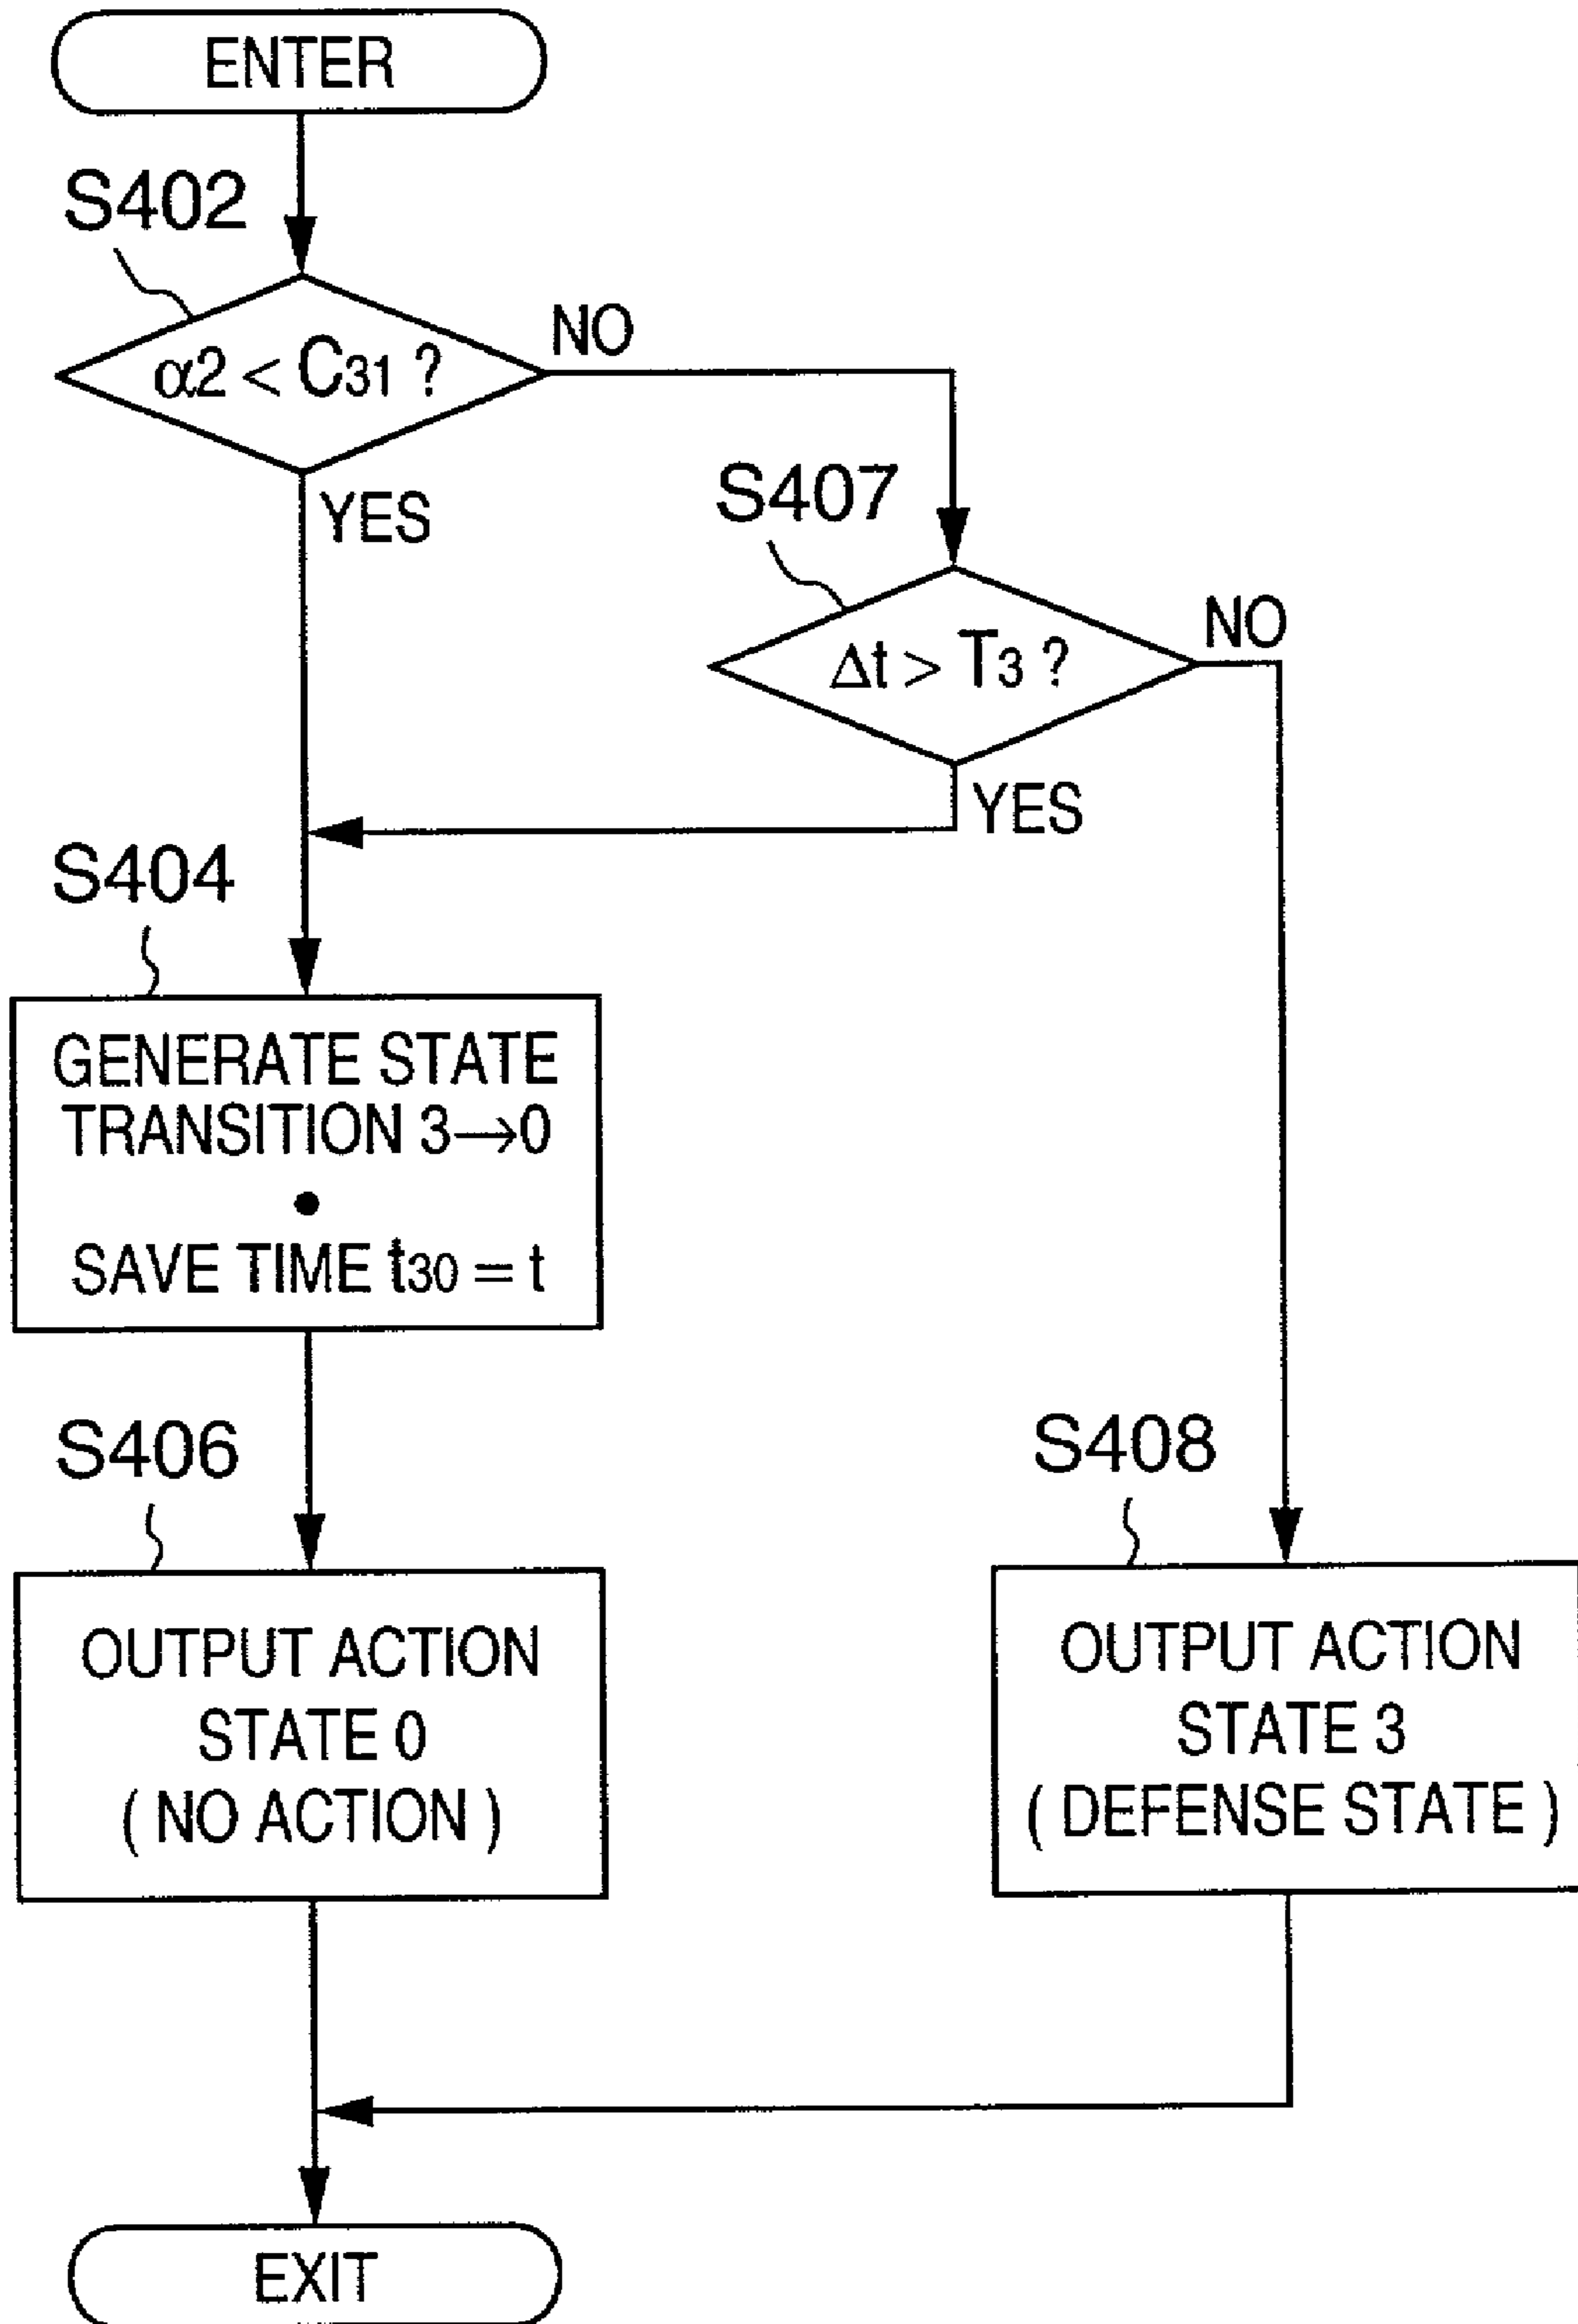 ENTER
S402
α2 < C31 ?
NO
YES
S407
Δt > T3 ?
NO
YES
S404
GENERATE STATE
TRANSITION 3→0
•
SAVE TIME t30 = t
S406
OUTPUT ACTION
STATE 0
( NO ACTION )
S408
OUTPUT ACTION
STATE 3
( DEFENSE STATE )
EXIT